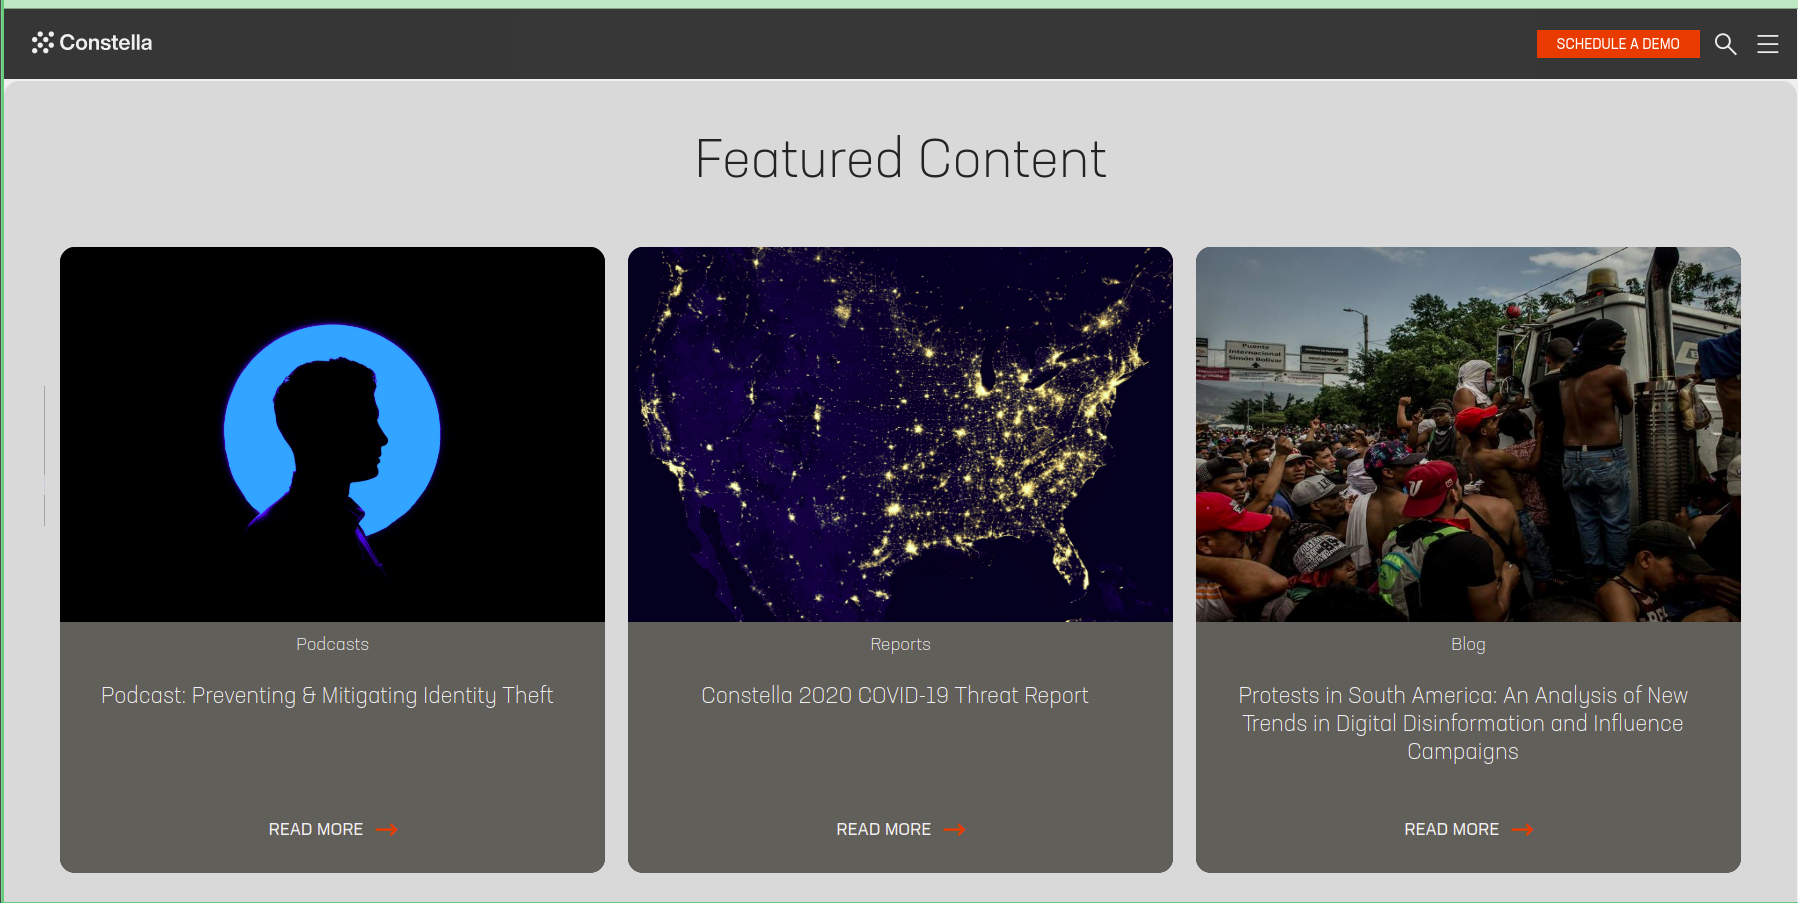 Constella
SCHEDULE A DEMO
Featured Content
Puente
Internacional
Simón Bolívar
Podcasts
Podcast: Preventing & Mitigating Identity Theft
READ MORE
Reports
Constella 2020 COVID-19 Threat Report
READ MORE
Blog
Protests in South America: An Analysis of New
Trends in Digital Disinformation and Influence
Campaigns
READ MORE